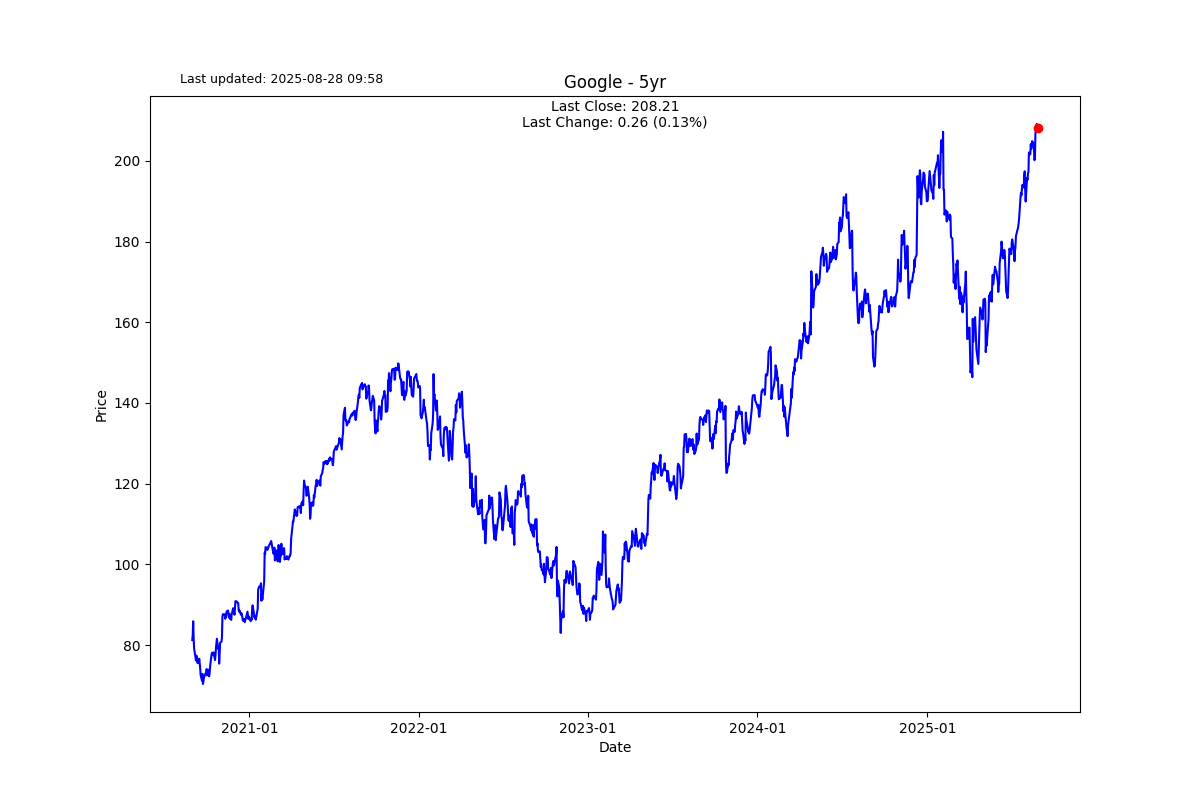 Last updated: 2025-08-28 09:58
Google - 5yr
Last Close: 208.21
Last Change: 0.26 (0.13%)
Price
200
180
160
140
120
100
80
2021-01
2022-01
2023-01
2024-01
2025-01
Date